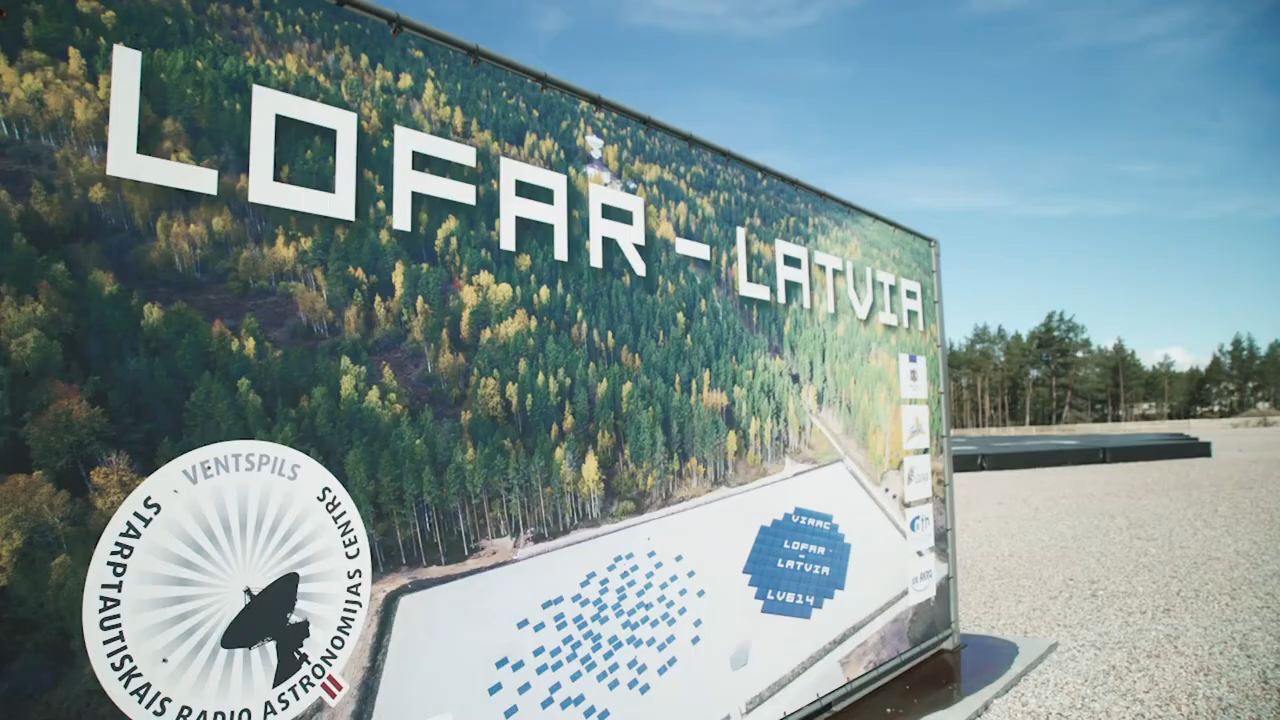 LOFAR - LATVIA
VENTSPILS
STARPTAUTISKAIS RADIO ASTRONOMIJAS CENTRS
VIRAC
LOFAR
-
LATVIA
LV614